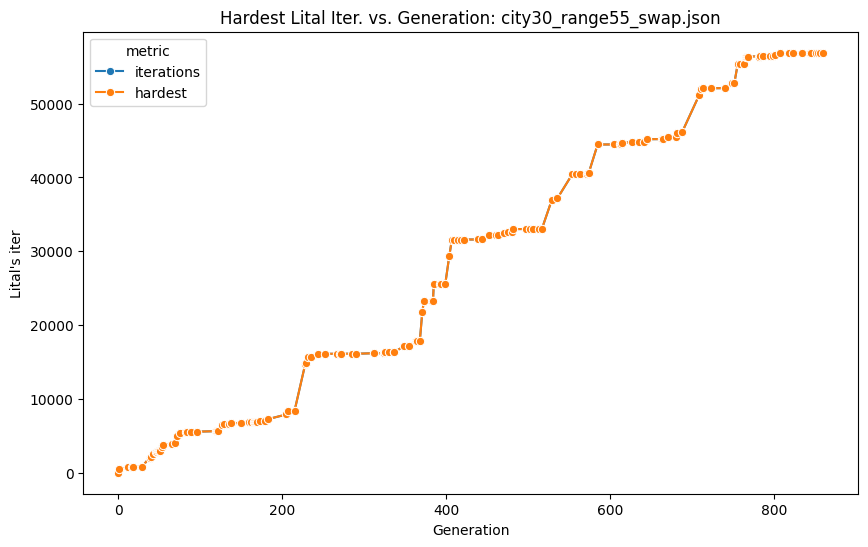 Hardest Lital Iter. vs. Generation: city30_range55_swap.json
metric
iterations
hardest
Lital's iter
50000
40000
30000
20000
10000
0
0
200
400
600
800
Generation